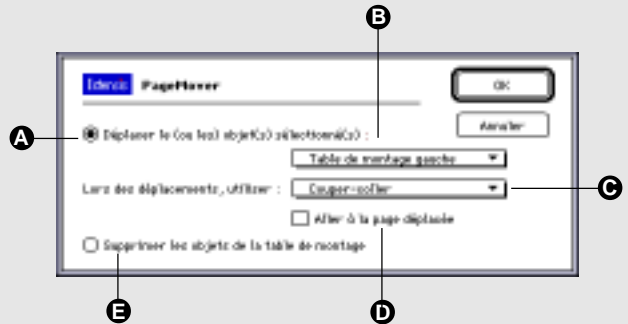 B
Idensis PageMover
OK
A
Déplacer le (ou les) objet(s) sélectionné(s) :
Annuler
Table de montage gauche
C
Lors des déplacements, utiliser : Couper-coller
Aller à la page déplacée
Supprimer les objets de la table de montage
E
D